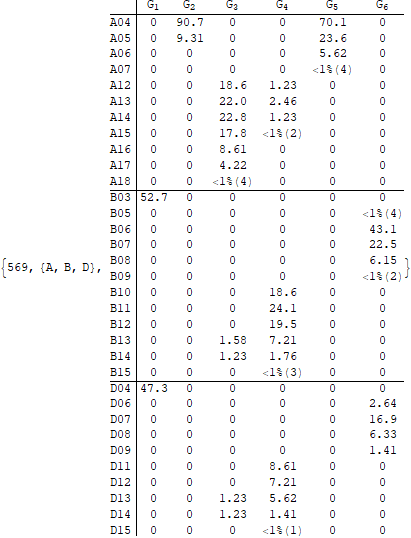 G1 G2 G3 G4 G5 G6
A04 0 90.7 0 0 70.1 0
A05 0 9.31 0 0 23.6 0
A06 0 0 0 0 5.62 0
A07 0 0 0 0 <1%(4) 0
A12 0 0 18.6 1.23 0 0
A13 0 0 22.0 2.46 0 0
A14 0 0 22.8 1.23 0 0
A15 0 0 17.8 <1%(2) 0 0
A16 0 0 8.61 0 0 0
A17 0 0 4.22 0 0 0
A18 0 0 <1%(4) 0 0 0
B03 52.7 0 0 0 0 0
B05 0 0 0 0 0 <1%(4)
B06 0 0 0 0 0 43.1
B07 0 0 0 0 0 22.5
B08 0 0 0 0 0 6.15
{569, {A, B, D}, B09 0 0 0 0 0 <1%(2)}
B10 0 0 0 18.6 0 0
B11 0 0 0 24.1 0 0
B12 0 0 0 19.5 0 0
B13 0 0 1.58 7.21 0 0
B14 0 0 1.23 1.76 0 0
B15 0 0 0 <1%(3) 0 0
D04 47.3 0 0 0 0 0
D06 0 0 0 0 0 2.64
D07 0 0 0 0 0 16.9
D08 0 0 0 0 0 6.33
D09 0 0 0 0 0 1.41
D11 0 0 0 8.61 0 0
D12 0 0 0 7.21 0 0
D13 0 0 1.23 5.62 0 0
D14 0 0 1.23 1.41 0 0
D15 0 0 0 <1%(1) 0 0